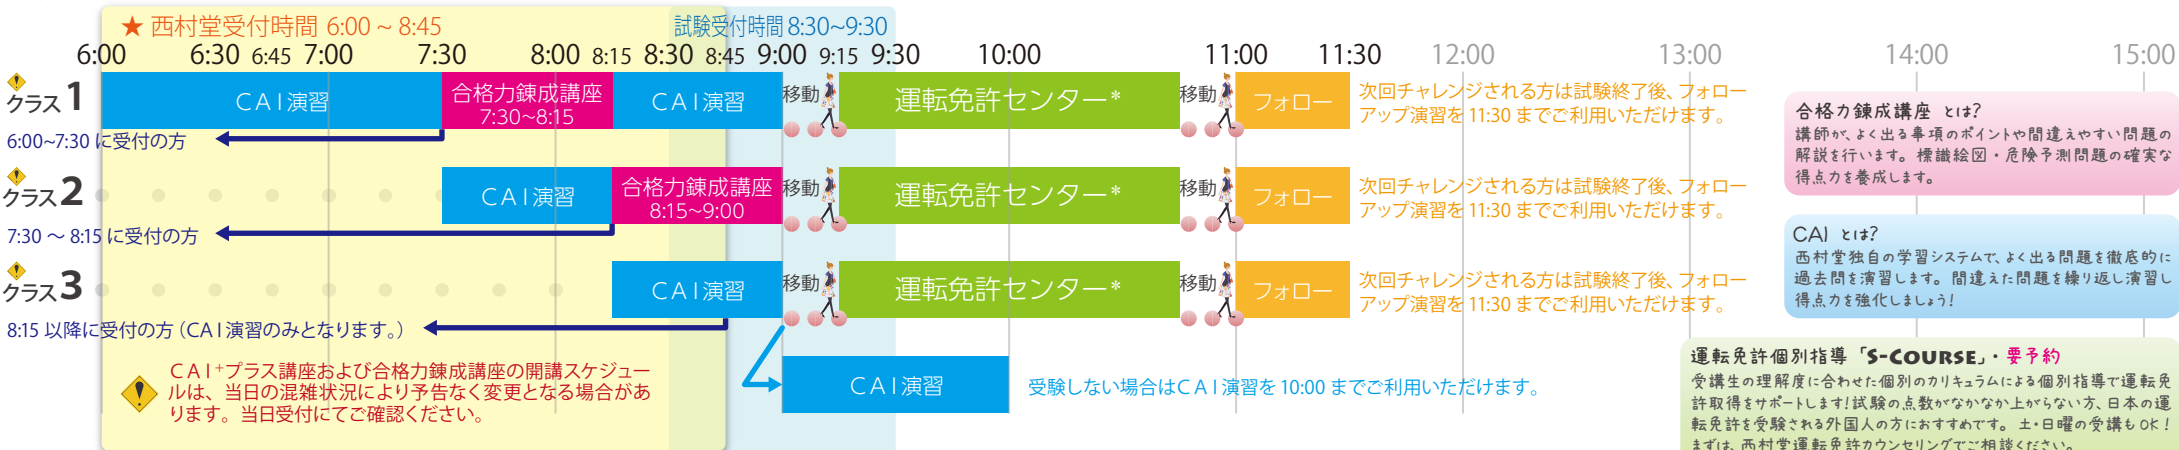 ★ 西村堂受付時間 6:00 ~ 8:45
試験受付時間 8:30~9:30
6:00 6:30 6:45 7:00 7:30 8:00 8:15 8:30 8:45 9:00 9:15 9:30 10:00 11:00 11:30 12:00 13:00 14:00 15:00
クラス 1
CAI演習
合格力錬成講座
7:30~8:15
CAI演習
移動
運転免許センター*
移動
フォロー
次回チャレンジされる方は試験終了後、フォロー
アップ演習を 11:30 までご利用いただけます。
6:00~7:30 に受付の方
クラス 2
CAI演習
合格力錬成講座
8:15~9:00
移動
運転免許センター*
移動
フォロー
次回チャレンジされる方は試験終了後、フォロー
アップ演習を 11:30 までご利用いただけます。
7:30 ~ 8:15 に受付の方
クラス 3
CAI演習
移動
運転免許センター*
移動
フォロー
次回チャレンジされる方は試験終了後、フォロー
アップ演習を 11:30 までご利用いただけます。
8:15 以降に受付の方 (CAI演習のみとなります。)
CAI+プラス講座および合格力錬成講座の開講スケジュー
ルは、当日の混雑状況により予告なく変更となる場合があ
ります。当日受付にてご確認ください。
CAI演習
受験しない場合はCAI演習を 10:00 までご利用いただけます。
合格力錬成講座 とは?
講師が、よく出る事項のポイントや間違えやすい問題の
解説を行います。標識絵図・危険予測問題の確実な
得点力を養成します。
CAI とは?
西村堂独自の学習システムで、よく出る問題を徹底的に
過去問を演習します。間違えた問題を繰り返し演習し
得点力を強化しましょう!
運転免許個別指導「S-COURSE」・要予約
受講生の理解度に合わせた個別のカリキュラムによる個別指導で運転免
許取得をサポートします!試験の点数がなかなか上がらない方、日本の運
転免許を受験される外国人の方におすすめです。土・日曜の受講もOK!
まずは、西村堂運転免許カウンセリングでご相談ください。